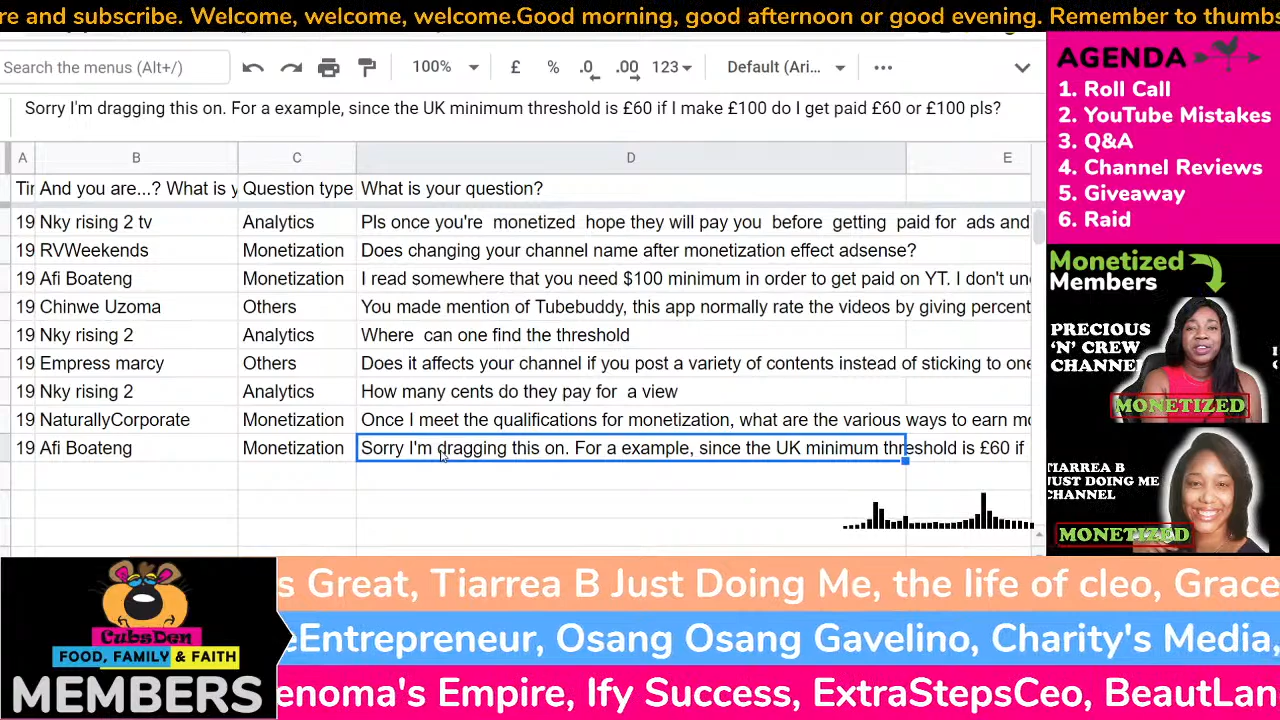 re and subscribe. Welcome, welcome, welcome.Good morning, good afternoon or good evening. Remember to thumbs
Search the menus (Alt+/)
100%
£
%
.0
.00
123
Default (Ari...
Sorry I'm dragging this on. For a example, since the UK minimum threshold is £60 if I make £100 do I get paid £60 or £100 pls?
A B C D E
Tir And you are...? What is y Question type What is your question?
19 Nky rising 2 tv Analytics Pls once you're monetized hope they will pay you before getting paid for ads and
19 RVWeekends Monetization Does changing your channel name after monetization effect adsense?
19 Afi Boateng Monetization I read somewhere that you need $100 minimum in order to get paid on YT. I don't un
19 Chinwe Uzoma Others You made mention of Tubebuddy, this app normally rate the videos by giving percent
19 Nky rising 2 Analytics Where can one find the threshold
19 Empress marcy Others Does it affects your channel if you post a variety of contents instead of sticking to one
19 Nky rising 2 Analytics How many cents do they pay for a view
19 NaturallyCorporate Monetization Once I meet the qualifications for monetization, what are the various ways to earn mo
19 Afi Boateng Monetization Sorry I'm dragging this on. For a example, since the UK minimum threshold is £60 if
AGENDA
1. Roll Call
2. YouTube Mistakes
3. Q&A
4. Channel Reviews
5. Giveaway
6. Raid
Monetized
Members
PRECIOUS
'N' CREW
CHANNEL
MONETIZED
TIARREA B
JUST DOING ME
CHANNEL
MONETIZED
CubsDen
FOOD, FAMILY & FAITH
MEMBERS
s Great, Tiarrea B Just Doing Me, the life of cleo, Grace
eEntrepreneur, Osang Osang Gavelino, Charity's Media,
enoma's Empire, Ify Success, ExtraStepsCeo, BeautLan